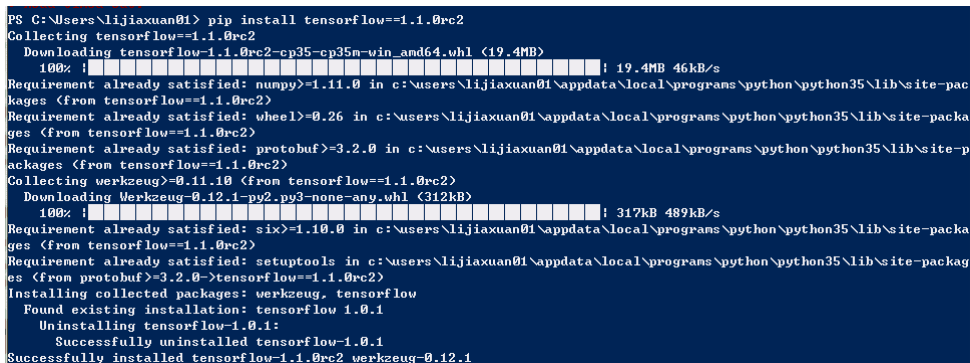 PS C:\Users\lijiaxuan01> pip install tensorflow==1.1.0rc2
Collecting tensorflow==1.1.0rc2
  Downloading tensorflow-1.1.0rc2-cp35-cp35m-win_amd64.whl (19.4MB)
    100% |████████████████████████████████| 19.4MB 46kB/s
Requirement already satisfied: numpy>=1.11.0 in c:\users\lijiaxuan01\appdata\local\programs\python\python35\lib\site-pac
kages (from tensorflow==1.1.0rc2)
Requirement already satisfied: wheel>=0.26 in c:\users\lijiaxuan01\appdata\local\programs\python\python35\lib\site-packa
ges (from tensorflow==1.1.0rc2)
Requirement already satisfied: protobuf>=3.2.0 in c:\users\lijiaxuan01\appdata\local\programs\python\python35\lib\site-p
ackages (from tensorflow==1.1.0rc2)
Collecting werkzeug>=0.11.10 (from tensorflow==1.1.0rc2)
  Downloading Werkzeug-0.12.1-py2.py3-none-any.whl (312kB)
    100% |████████████████████████████████| 317kB 489kB/s
Requirement already satisfied: six>=1.10.0 in c:\users\lijiaxuan01\appdata\local\programs\python\python35\lib\site-packa
ges (from tensorflow==1.1.0rc2)
Requirement already satisfied: setuptools in c:\users\lijiaxuan01\appdata\local\programs\python\python35\lib\site-packag
es (from protobuf>=3.2.0->tensorflow==1.1.0rc2)
Installing collected packages: werkzeug, tensorflow
  Found existing installation: tensorflow 1.0.1
    Uninstalling tensorflow-1.0.1:
      Successfully uninstalled tensorflow-1.0.1
Successfully installed tensorflow-1.1.0rc2 werkzeug-0.12.1